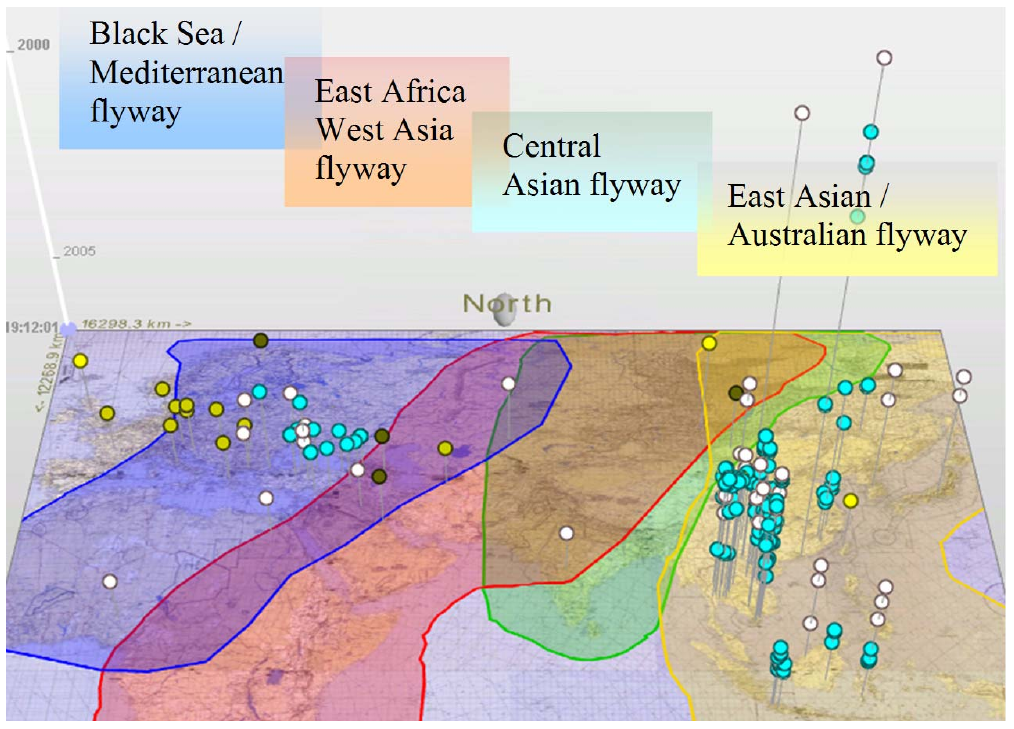 2000
Black Sea /
Mediterranean
flyway
East Africa
West Asia
flyway
Central
Asian flyway
East Asian /
Australian flyway
2005
North
19:12:01
16298.3 km ->
<- 12268.9 km